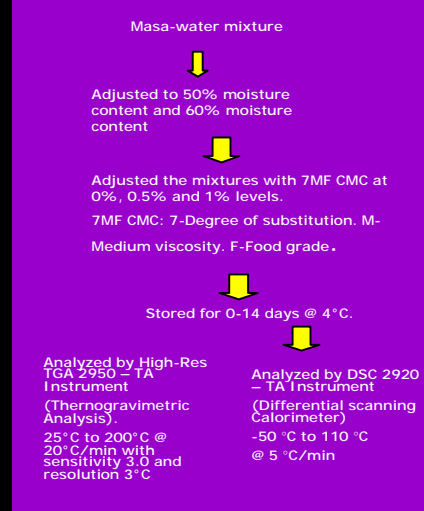 Masa-water mixture
Adjusted to 50% moisture
content and 60% moisture
content
Adjusted the mixtures with 7MF CMC at
0%, 0.5% and 1% levels.
7MF CMC: 7-Degree of substitution. M-
Medium viscosity. F-Food grade.
Stored for 0-14 days @ 4°C.
Analyzed by High-Res
TGA 2950 – TA
Instrument
(Thermogravimetric
Analysis).
25°C to 200°C @
20°C/min with
sensitivity 3.0 and
resolution 3°C
Analyzed by DSC 2920
– TA Instrument
(Differential scanning
Calorimeter)
-50 °C to 110 °C
@ 5 °C/min